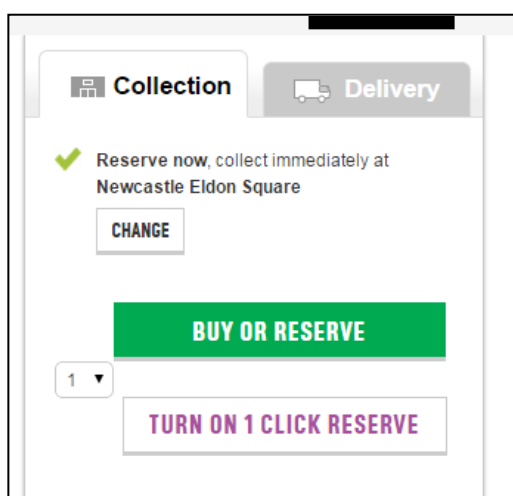 Collection
Delivery
Reserve now, collect immediately at
Newcastle Eldon Square
CHANGE
BUY OR RESERVE
1
TURN ON 1 CLICK RESERVE